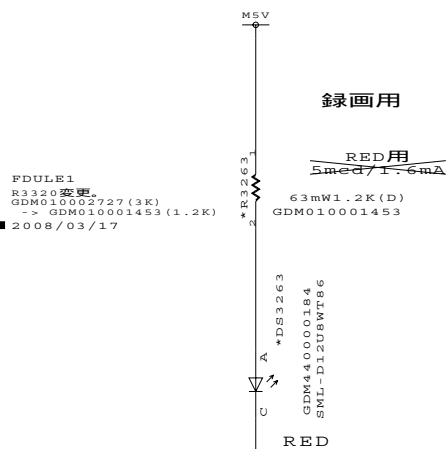 M5V
録画用
RED用
5mcd/1.6mA
63mW1.2K(D)
GDM010001453
*R3263
1
2
FDULE1
R3320変更。
GDM010002727(3K)
-> GDM010001453(1.2K)
2008/03/17
*DS3263
A
C
GDM440000184
SML-D12U8WT86
RED